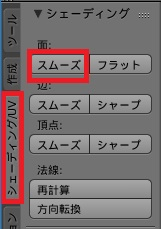 ツール
作成
シェーディング/UV
ョン
▼シェーディング
面:
スムーズ フラット
辺:
スムーズ シャープ
頂点:
スムーズ シャープ
法線:
再計算
方向転換